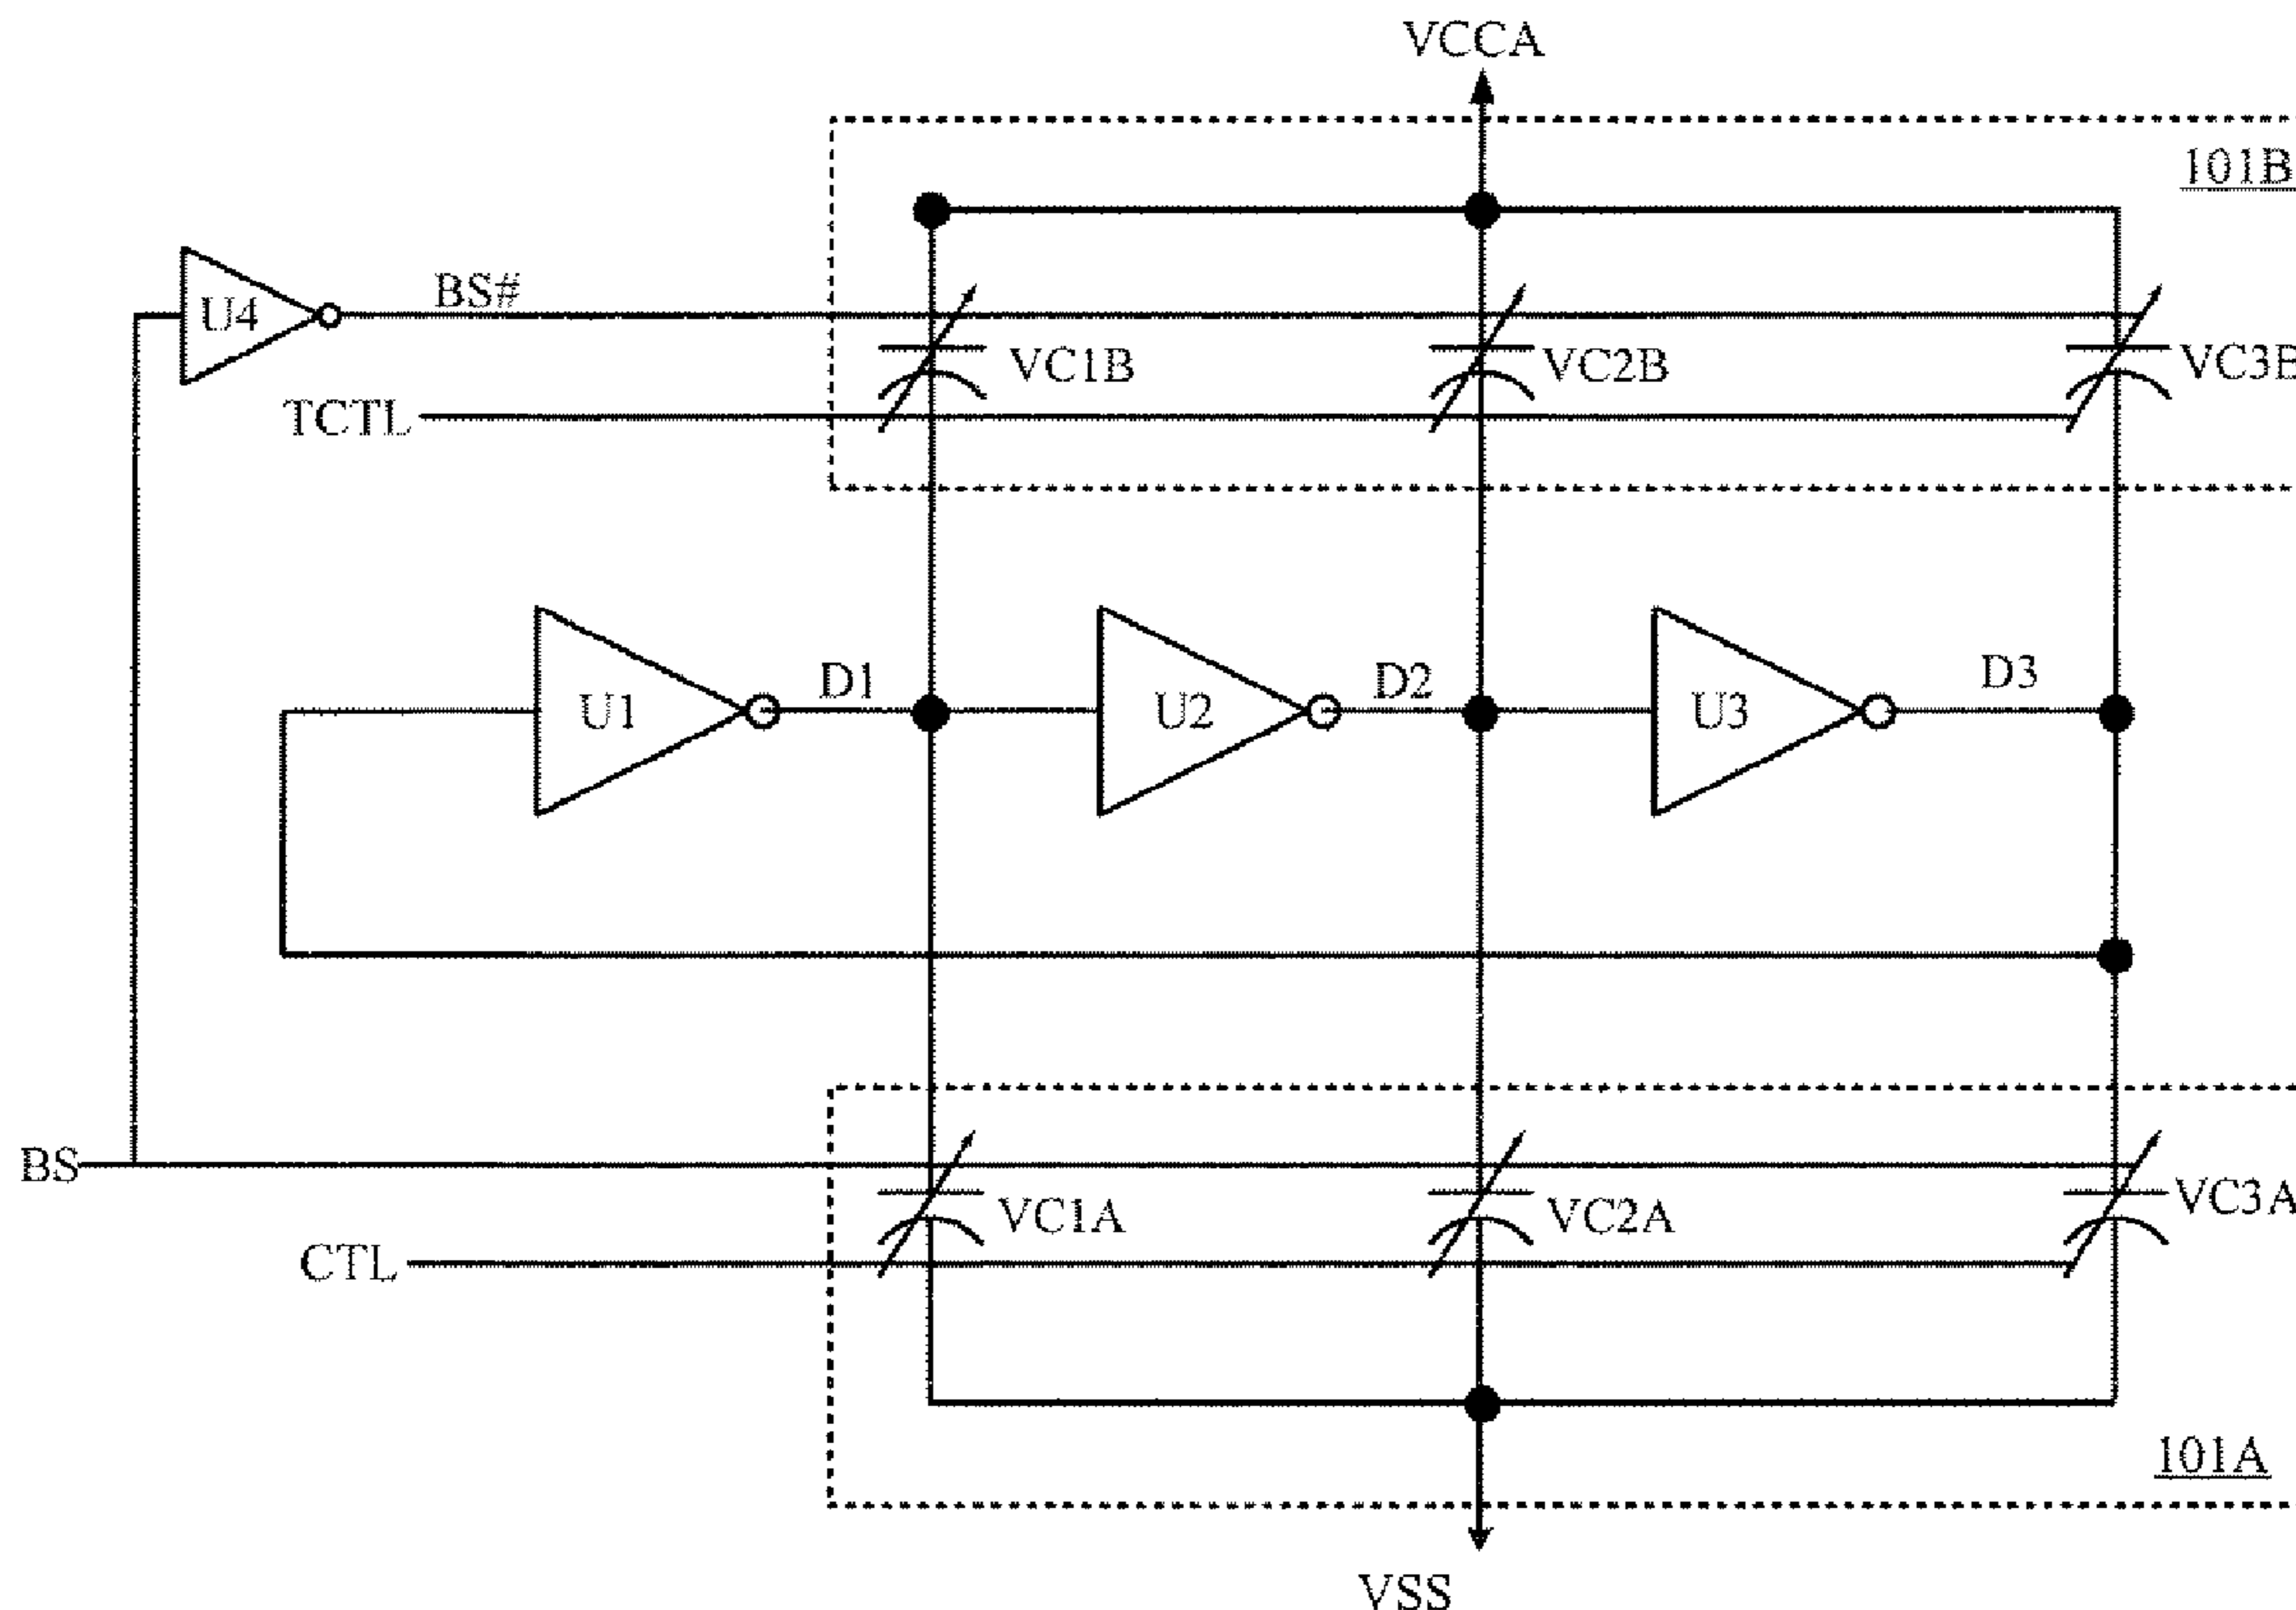 VCCA
101B
BS#
U4
VC1B
VC2B
VC3B
TCTL
D1
D2
D3
U1
U2
U3
BS
VC1A
VC2A
VC3A
CTL
101A
VSS